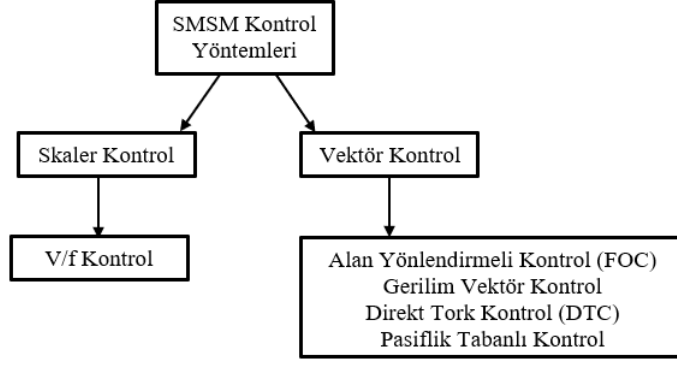 SMSM Kontrol
Yöntemleri
Skaler Kontrol
Vektör Kontrol
V/f Kontrol
Alan Yönlendirmeli Kontrol (FOC)
Gerilim Vektör Kontrol
Direkt Tork Kontrol (DTC)
Pasiflik Tabanlı Kontrol